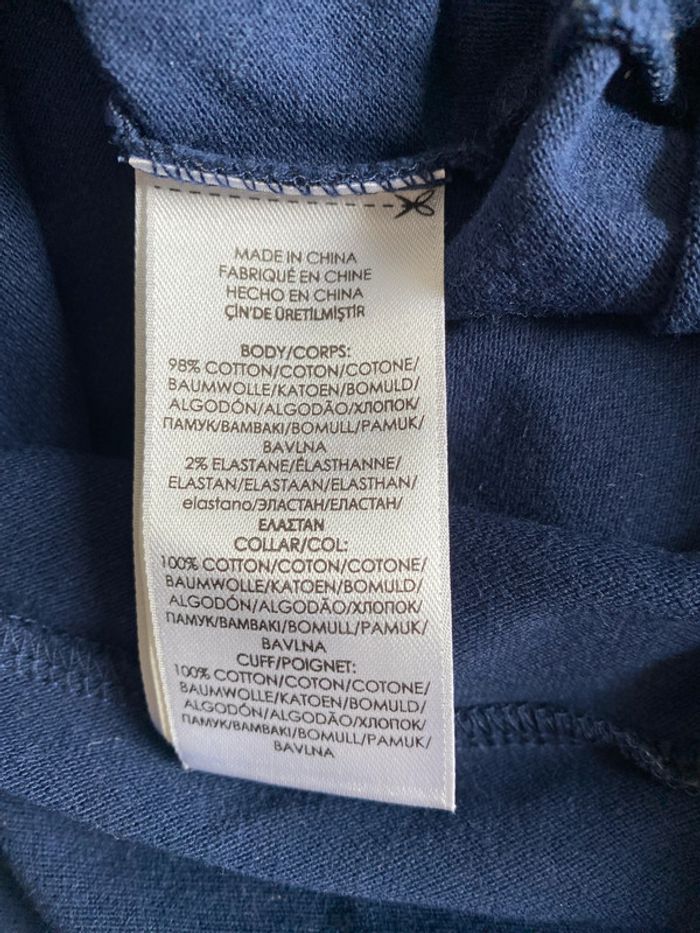 MADE IN CHINA
FABRIQUÉ EN CHINE
HECHO EN CHINA
ÇİN'DE ÜRETİLMİŞTİR
BODY/CORPS:
98% COTTON/COTON/COTONE/
BAUMWOLLE/KATOEN/BOMULD/
ALGODÓN/ALGODÃO/ХЛОПОК/
ПАМУК/ΒΑΜΒΑΚΙ/BOMULL/PAMUK/
BAVLNA
2% ELASTANE/ÉLASTHANNE/
ELASTAN/ELASTAAN/ELASTHAN/
elastano/ЭЛАСТАН/ЕЛАСТАН/
ΕΛΑΣΤΑΝ
COLLAR/COL:
100% COTTON/COTON/COTONE/
BAUMWOLLE/KATOEN/BOMULD/
ALGODÓN/ALGODÃO/ХЛОПОК/
ПАМУК/ΒΑΜΒΑΚΙ/BOMULL/PAMUK/
BAVLNA
CUFF/POIGNET:
100% COTTON/COTON/COTONE/
BAUMWOLLE/KATOEN/BOMULD/
ALGODÓN/ALGODÃO/ХЛОПОК/
ПАМУК/ΒΑΜΒΑΚΙ/BOMULL/PAMUK/
BAVLNA